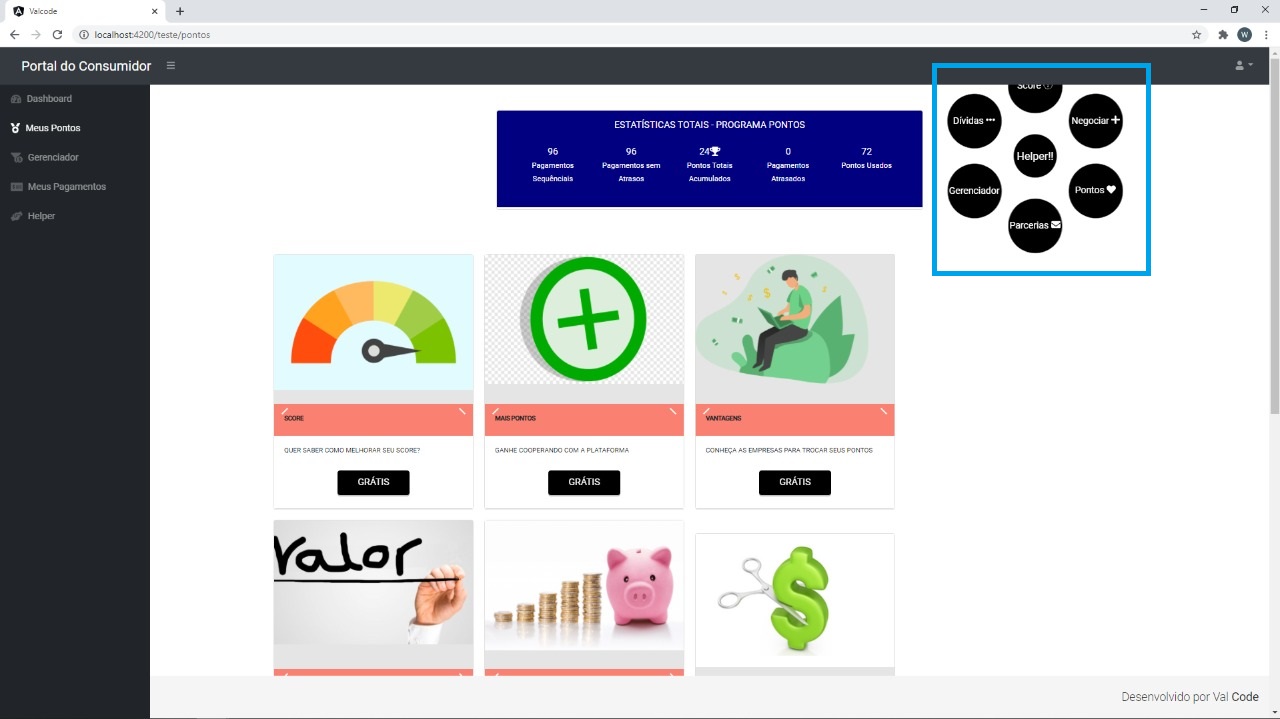 Valcode
localhost:4200/teste/pontos
W
Portal do Consumidor
Dashboard
Meus Pontos
Gerenciador
Meus Pagamentos
Helper
ESTATÍSTICAS TOTAIS - PROGRAMA PONTOS
96
Pagamentos
Sequênciais
96
Pagamentos sem
Atrasos
24
Pontos Totais
Acumulados
0
Pagamentos
Atrasados
72
Pontos Usados
Score
Dívidas
Negociar
Helper!!
Gerenciador
Pontos
Parcerias
SCORE
QUER SABER COMO MELHORAR SEU SCORE?
GRÁTIS
MAIS PONTOS
GANHE COOPERANDO COM A PLATAFORMA
GRÁTIS
VANTAGENS
CONHEÇA AS EMPRESAS PARA TROCAR SEUS PONTOS
GRÁTIS
Valor
$
Desenvolvido por Val Code